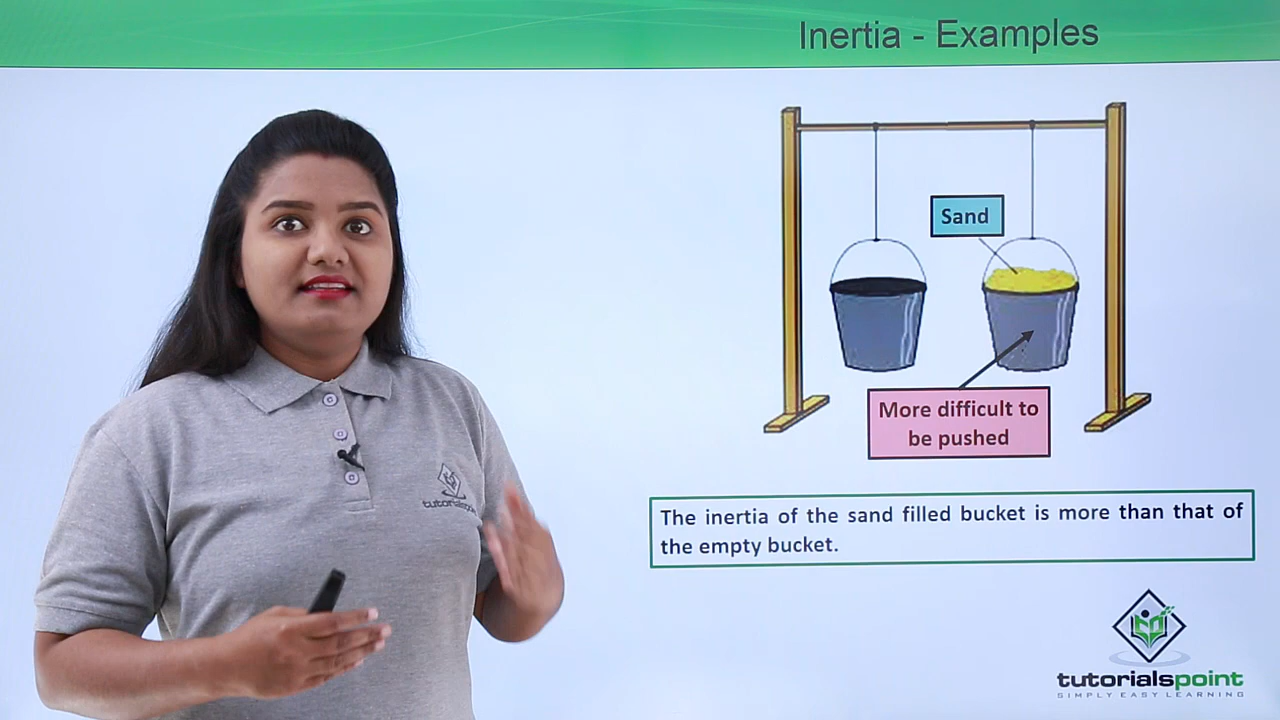 Inertia - Examples
Sand
More difficult to
be pushed
The inertia of the sand filled bucket is more than that of
the empty bucket.
tutorialspoint
tutorialspoint
SIMPLY EASY LEARNING